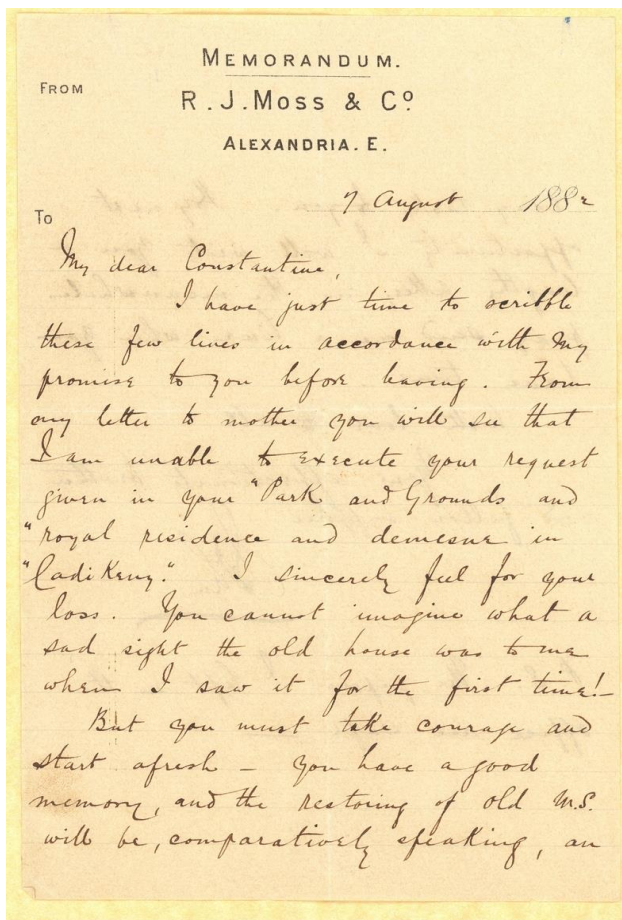 MEMORANDUM.
FROM
R. J. MOSS & Co
ALEXANDRIA. E.
7 August 1882
To
My dear Constantine,
I have just time to scribble
these few lines in accordance with my
promise to you before leaving. From
my letter to mother you will see that
I am unable to execute your request
given in your "Park and Grounds and
"royal residence and demesne in
"Cadi Keuy." I sincerely feel for your
loss. You cannot imagine what a
sad sight the old house was to me
when I saw it for the first time!—
But you must take courage and
start afresh — you have a good
memory, and the restoring of old M.S.
will be, comparatively speaking, an